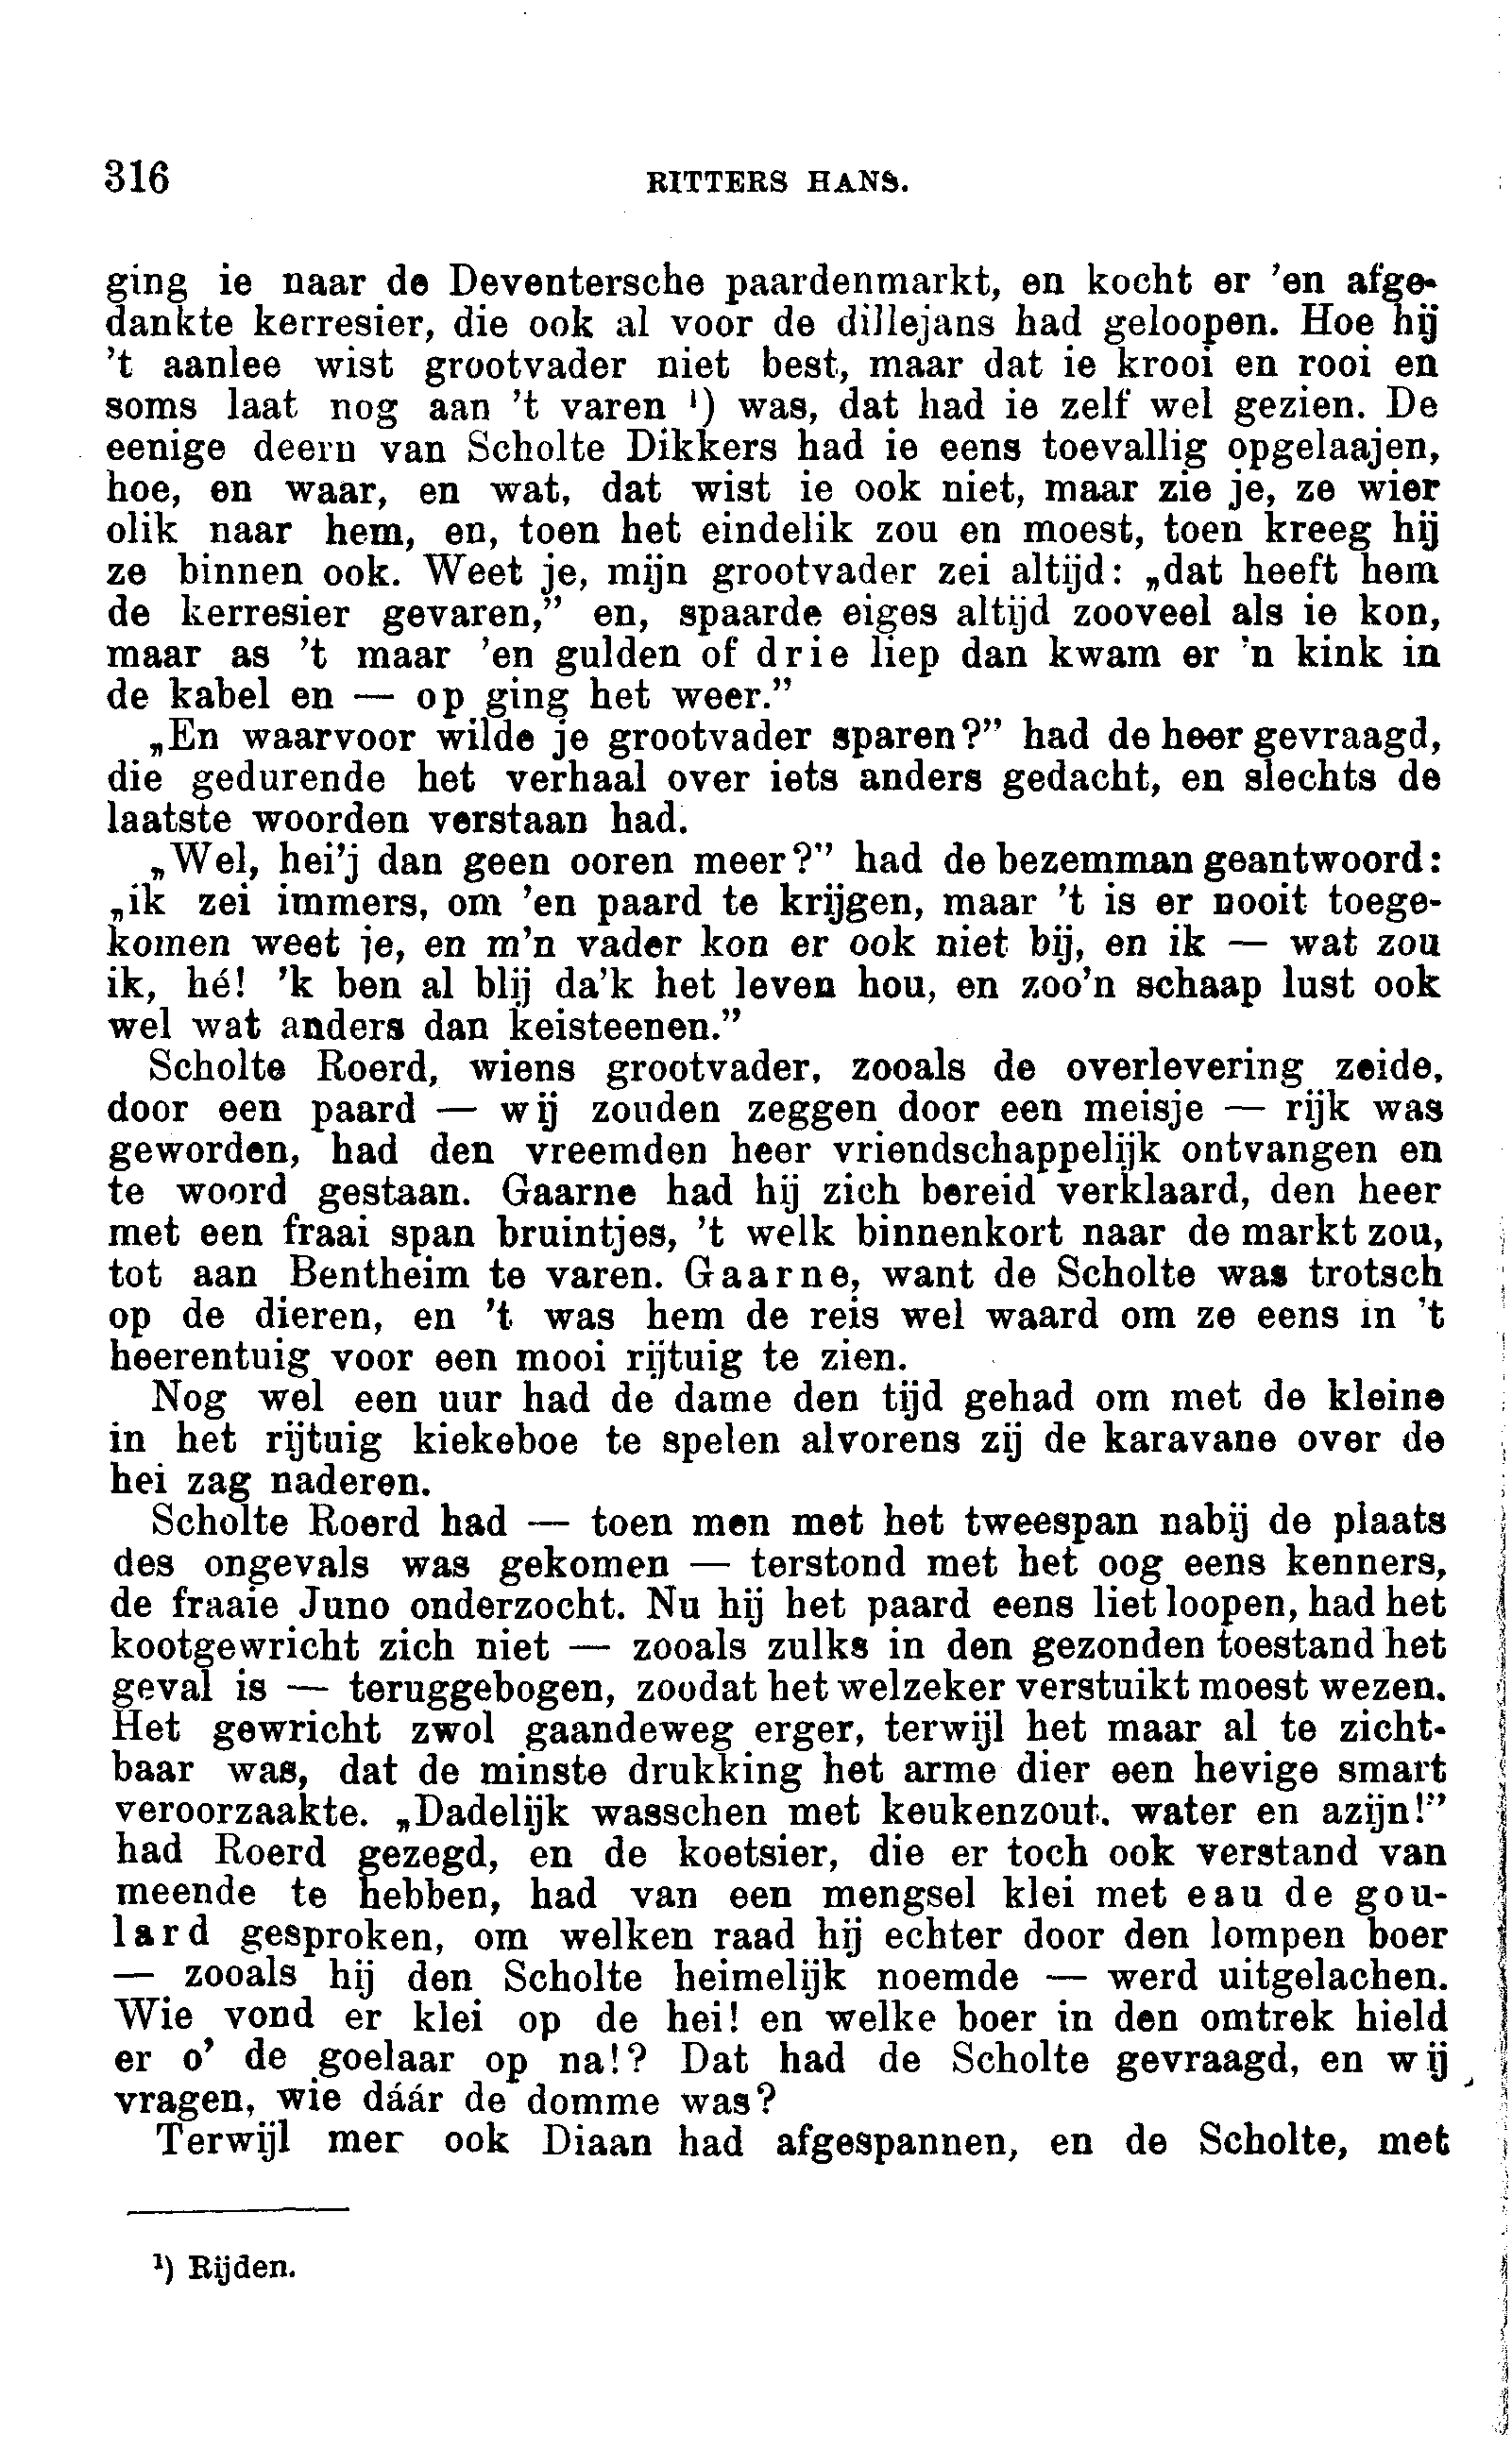 316 RITTERS HANS.
ging ie naar de Deventersche paardenmarkt, en kocht er 'en afge-
dankte kerresier, die ook al voor de dillejans had geloopen. Hoe hij
't aanlee wist grootvader niet best, maar dat ie krooi en rooi en
soms laat nog aan 't varen ¹) was, dat had ie zelf wel gezien. De
eenige deern van Scholte Dikkers had ie eens toevallig opgelaajen,
hoe, en waar, en wat, dat wist ie ook niet, maar zie je, ze wier
olik naar hem, en, toen het eindelik zou en moest, toen kreeg hij
ze binnen ook. Weet je, mijn grootvader zei altijd: „dat heeft hem
de kerresier gevaren,” en, spaarde eiges altijd zooveel als ie kon,
maar as 't maar 'en gulden of drie liep dan kwam er 'n kink in
de kabel en — op ging het weer.”
„En waarvoor wilde je grootvader sparen?” had de heer gevraagd,
die gedurende het verhaal over iets anders gedacht, en slechts de
laatste woorden verstaan had.
„Wel, hei'j dan geen ooren meer?” had de bezemman geantwoord:
„ik zei immers, om 'en paard te krijgen, maar 't is er nooit toege-
komen weet je, en m'n vader kon er ook niet bij, en ik — wat zou
ik, hé! 'k ben al blij da'k het leven hou, en zoo'n schaap lust ook
wel wat anders dan keisteenen.”
Scholte Roerd, wiens grootvader, zooals de overlevering zeide,
door een paard — wij zouden zeggen door een meisje — rijk was
geworden, had den vreemden heer vriendschappelijk ontvangen en
te woord gestaan. Gaarne had hij zich bereid verklaard, den heer
met een fraai span bruintjes, 't welk binnenkort naar de markt zou,
tot aan Bentheim te varen. Gaarne, want de Scholte was trotsch
op de dieren, en 't was hem de reis wel waard om ze eens in 't
heerentuig voor een mooi rijtuig te zien.
Nog wel een uur had de dame den tijd gehad om met de kleine
in het rijtuig kiekeboe te spelen alvorens zij de karavane over de
hei zag naderen.
Scholte Roerd had — toen men met het tweespan nabij de plaats
des ongevals was gekomen — terstond met het oog eens kenners,
de fraaie Juno onderzocht. Nu hij het paard eens liet loopen, had het
kootgewricht zich niet — zooals zulks in den gezonden toestand het
geval is — teruggebogen, zoodat het welzeker verstuikt moest wezen.
Het gewricht zwol gaandeweg erger, terwijl het maar al te zicht-
baar was, dat de minste drukking het arme dier een hevige smart
veroorzaakte. „Dadelijk wasschen met keukenzout, water en azijn!”
had Roerd gezegd, en de koetsier, die er toch ook verstand van
meende te hebben, had van een mengsel klei met eau de gou-
lard gesproken, om welken raad hij echter door den lompen boer
— zooals hij den Scholte heimelijk noemde — werd uitgelachen.
Wie vond er klei op de hei! en welke boer in den omtrek hield
er o' de goelaar op na!? Dat had de Scholte gevraagd, en wij
vragen, wie dáár de domme was?
Terwijl mer ook Diaan had afgespannen, en de Scholte, met
¹) Rijden.